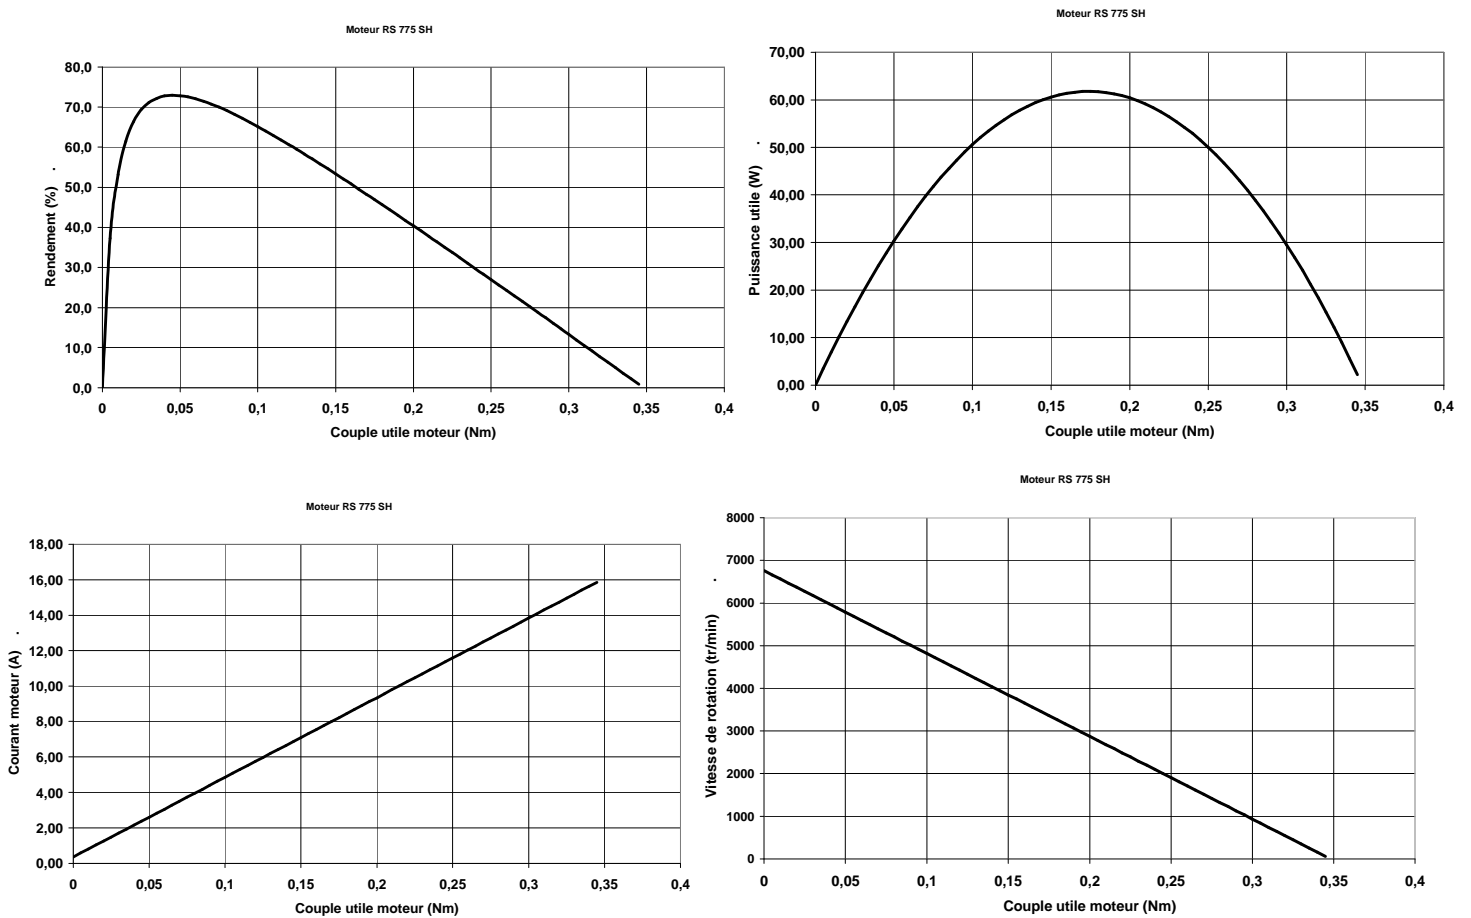 Moteur RS 775 SH
Rendement (%) .
80,0
70,0
60,0
50,0
40,0
30,0
20,0
10,0
0,0
0 0,05 0,1 0,15 0,2 0,25 0,3 0,35 0,4
Couple utile moteur (Nm)
Moteur RS 775 SH
Puissance utile (W) .
70,00
60,00
50,00
40,00
30,00
20,00
10,00
0,00
0 0,05 0,1 0,15 0,2 0,25 0,3 0,35 0,4
Couple utile moteur (Nm)
Moteur RS 775 SH
Courant moteur (A) .
18,00
16,00
14,00
12,00
10,00
8,00
6,00
4,00
2,00
0,00
0 0,05 0,1 0,15 0,2 0,25 0,3 0,35 0,4
Couple utile moteur (Nm)
Moteur RS 775 SH
Vitesse de rotation (tr/min) .
8000
7000
6000
5000
4000
3000
2000
1000
0
0 0,05 0,1 0,15 0,2 0,25 0,3 0,35 0,4
Couple utile moteur (Nm)